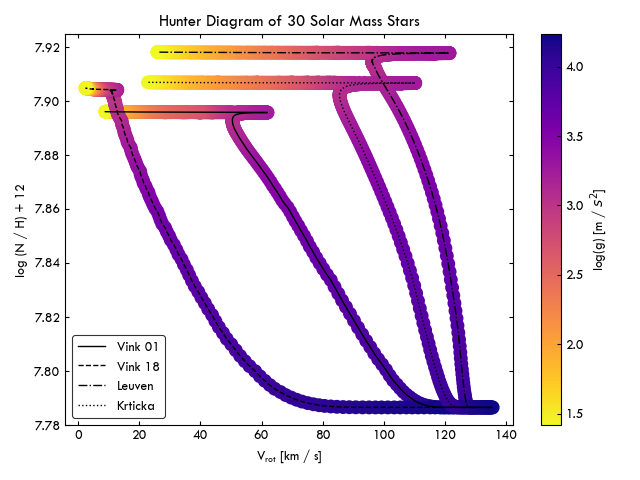 Hunter Diagram of 30 Solar Mass Stars
7.92
7.90
7.88
7.86
7.84
7.82
7.80
7.78
log (N / H) + 12
Vink 01
Vink 18
Leuven
Krticka
0 20 40 60 80 100 120 140
V_rot [km / s]
4.0
3.5
3.0
2.5
2.0
1.5
log(g) [m / s²]